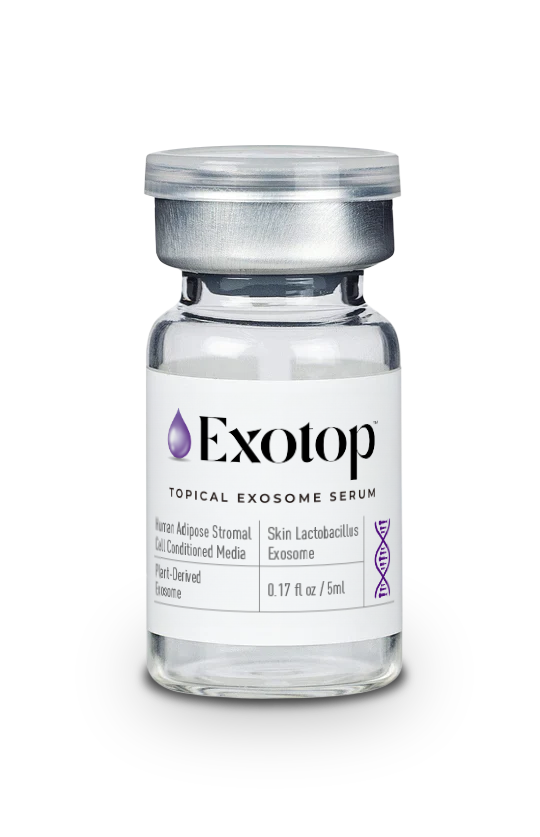 Exotop™
TOPICAL EXOSOME SERUM
Human Adipose Stromal
Cell Conditioned Media
Skin Lactobacillus
Exosome
Plant-Derived
Exosome
0.17 fl oz / 5ml